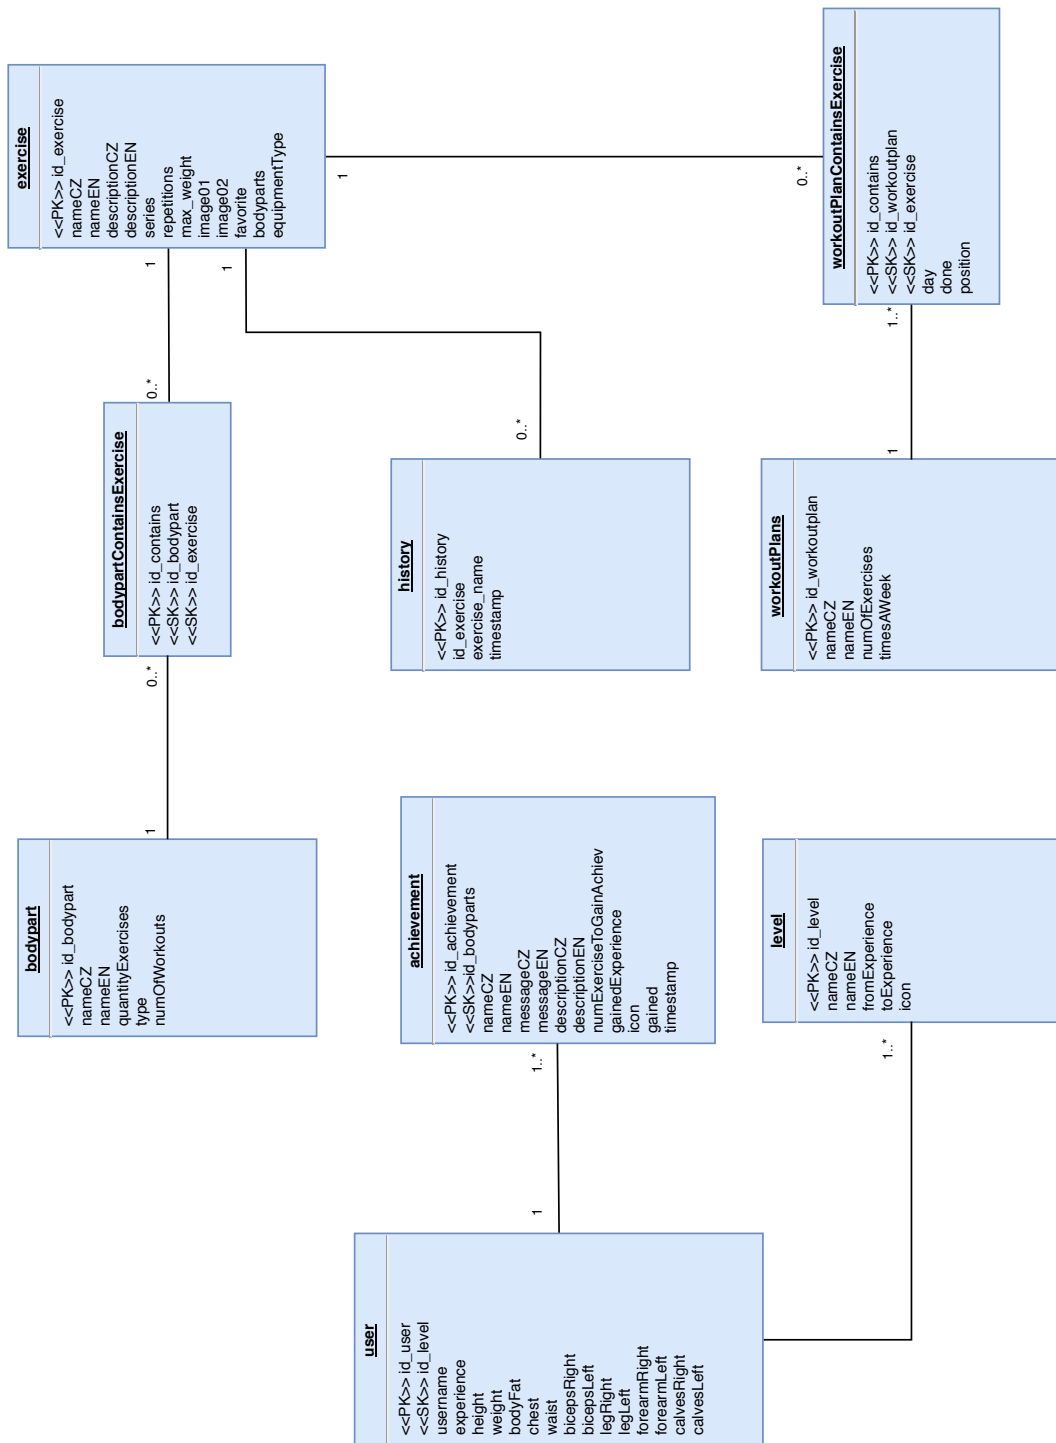 exercise
<<PK>> id_exercise
nameCZ
nameEN
descriptionCZ
descriptionEN
series
repetitions
max_weight
image01
image02
favorite
bodyparts
equipmentType
1
0..*
workoutPlanContainsExercise
<<PK>> id_contains
<<SK>> id_workoutplan
<<SK>> id_exercise
day
done
position
1
0..*
1
0..*
1..*
1
bodypartContainsExercise
<<PK>> id_contains
<<SK>> id_bodypart
<<SK>> id_exercise
history
<<PK>> id_history
id_exercise
exercise_name
timestamp
workoutPlans
<<PK>> id_workoutplan
nameCZ
nameEN
numOfExercises
timesAWeek
0..*
1
bodypart
<<PK>> id_bodypart
nameCZ
nameEN
quantityExercises
type
numOfWorkouts
achievement
<<PK>> id_achievement
<<SK>>id_bodyparts
nameCZ
nameEN
messageCZ
messageEN
descriptionCZ
descriptionEN
numExerciseToGainAchiev
gainedExperience
icon
gained
timestamp
level
<<PK>> id_level
nameCZ
nameEN
fromExperience
toExperience
icon
1..*
1
1..*
user
<<PK>> id_user
<<SK>> id_level
username
experience
height
weight
bodyFat
chest
waist
bicepsRight
bicepsLeft
legRight
legLeft
forearmRight
forearmLeft
calvesRight
calvesLeft